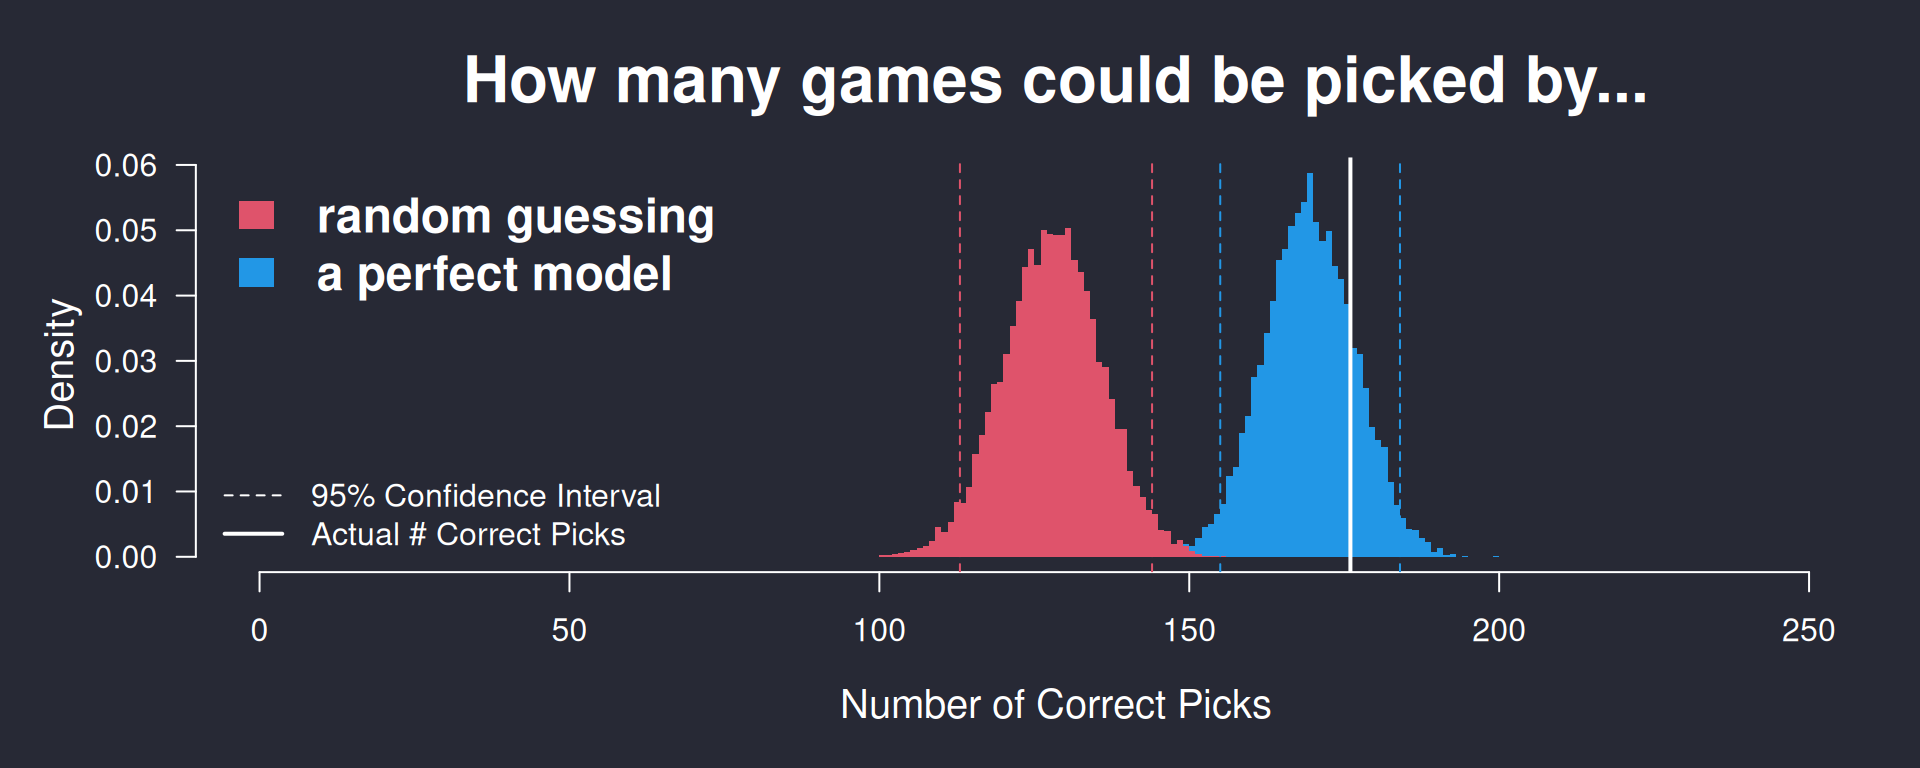 How many games could be picked by...
0.06
0.05
0.04
0.03
0.02
0.01
0.00
Density
random guessing
a perfect model
95% Confidence Interval
Actual # Correct Picks
0 50 100 150 200 250
Number of Correct Picks